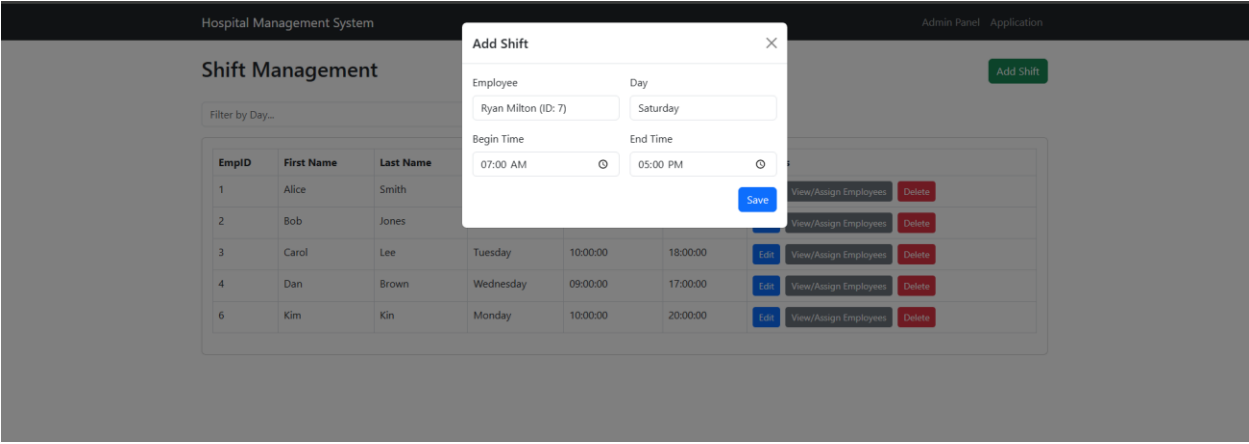 Hospital Management System Admin Panel Application
Add Shift
Shift Management Add Shift
Employee Day
Ryan Milton (ID: 7) Saturday
Filter by Day...
Begin Time End Time
07:00 AM 05:00 PM
EmpID First Name Last Name
Save
1 Alice Smith View/Assign Employees Delete
2 Bob Jones View/Assign Employees Delete
3 Carol Lee Tuesday 10:00:00 18:00:00 Edit View/Assign Employees Delete
4 Dan Brown Wednesday 09:00:00 17:00:00 Edit View/Assign Employees Delete
6 Kim Kin Monday 10:00:00 20:00:00 Edit View/Assign Employees Delete